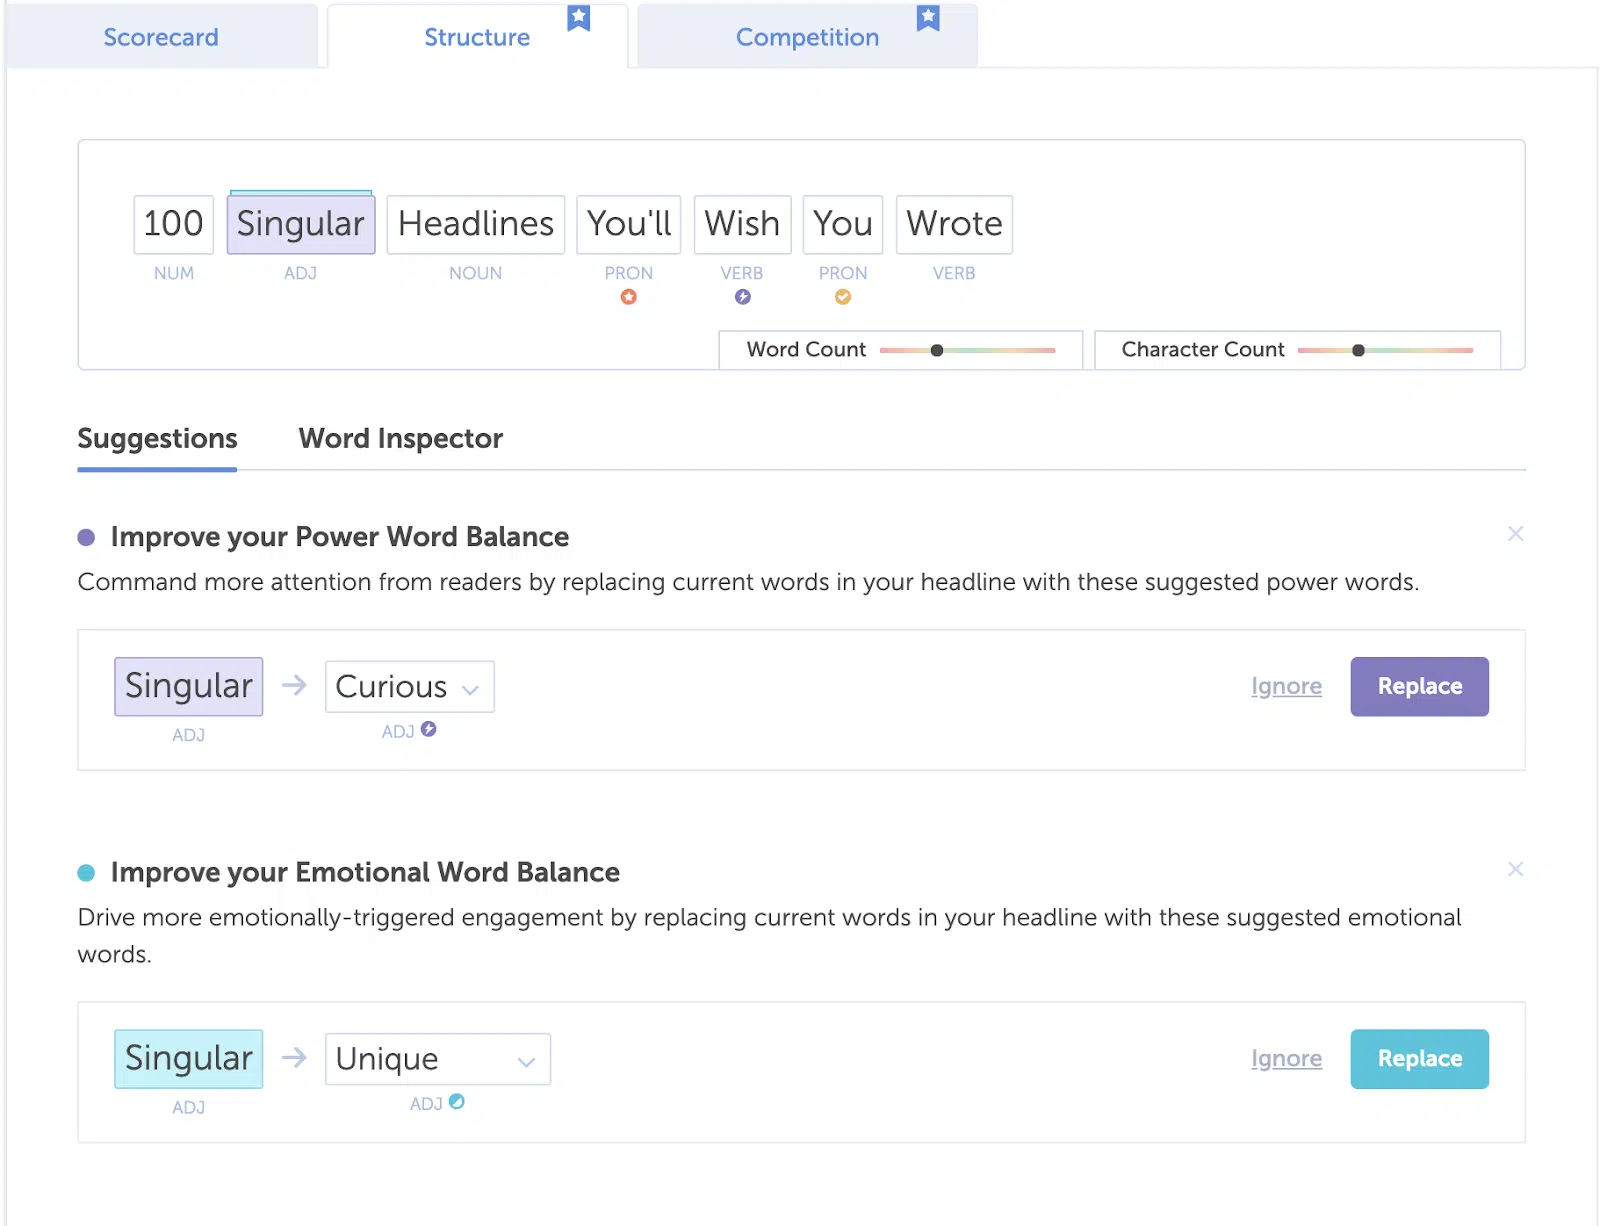 Scorecard Structure Competition
100 Singular Headlines You'll Wish You Wrote
NUM ADJ NOUN PRON VERB PRON VERB
Word Count Character Count
Suggestions Word Inspector
Improve your Power Word Balance
Command more attention from readers by replacing current words in your headline with these suggested power words.
Singular Curious Ignore Replace
ADJ ADJ
Improve your Emotional Word Balance
Drive more emotionally-triggered engagement by replacing current words in your headline with these suggested emotional
words.
Singular Unique Ignore Replace
ADJ ADJ